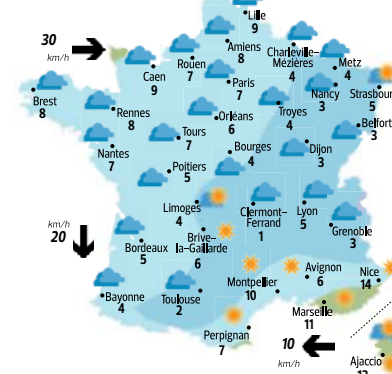 Lille
9
30
km/h
Amiens
8
Charleville-
Mézières
4
Rouen
7
Metz
4
Caen
9
Paris
7
Nancy
3
Strasbour
5
Brest
8
Rennes
8
Orléans
6
Troyes
4
Belfort
3
Tours
7
Nantes
7
Bourges
4
Dijon
3
Poitiers
5
Limoges
4
Clermont-
Ferrand
1
Lyon
5
km/h
20
Grenoble
3
Bordeaux
5
Brive-
la-Gaillarde
6
Avignon
6
Nice
14
Bayonne
4
Toulouse
2
Montpellier
10
Marseille
11
Perpignan
7
10
km/h
Ajaccio